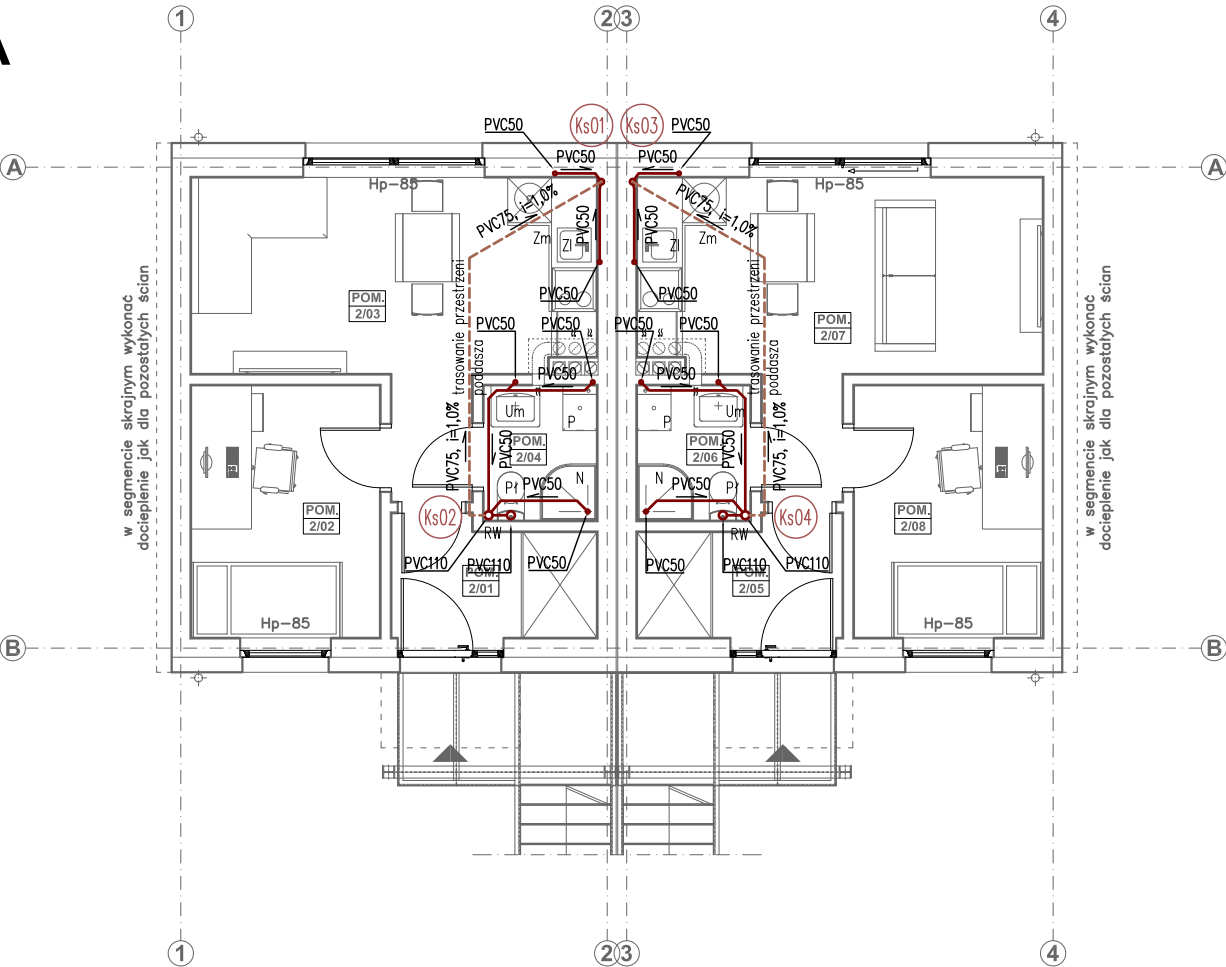 1
2
3
4
A
PVC50
Ks01
Ks03
PVC50
PVC50
PVC50
A
A
Hp-85
Hp-85
PVC75, i=1,0%
PVC75, i=1,0%
PVC50
PVC50
Zl
Zl
Zm
Zm
w segmencie skrajnym wykonać
docieplenie jak dla pozostałych ścian
w segmencie skrajnym wykonać
docieplenie jak dla pozostałych ścian
trasowanie przestrzeni
poddasza
trasowanie przestrzeni
poddasza
POM.
2/03
POM.
2/07
PVC50
PVC50
PVC50
PVC50
PVC50
PVC50
PVC50
PVC50
Um
P
P
Um
PVC75, i=1,0%
PVC75, i=1,0%
PVC50
PVC50
POM.
2/04
POM.
2/06
N
N
PVC50
PVC50
Pł
Pł
POM.
2/02
Ks02
Ks04
POM.
2/08
RW
RW
PVC110
PVC110
PVC50
PVC50
PVC110
PVC110
POM.
2/01
POM.
2/05
Hp-85
Hp-85
B
B
1
2
3
4